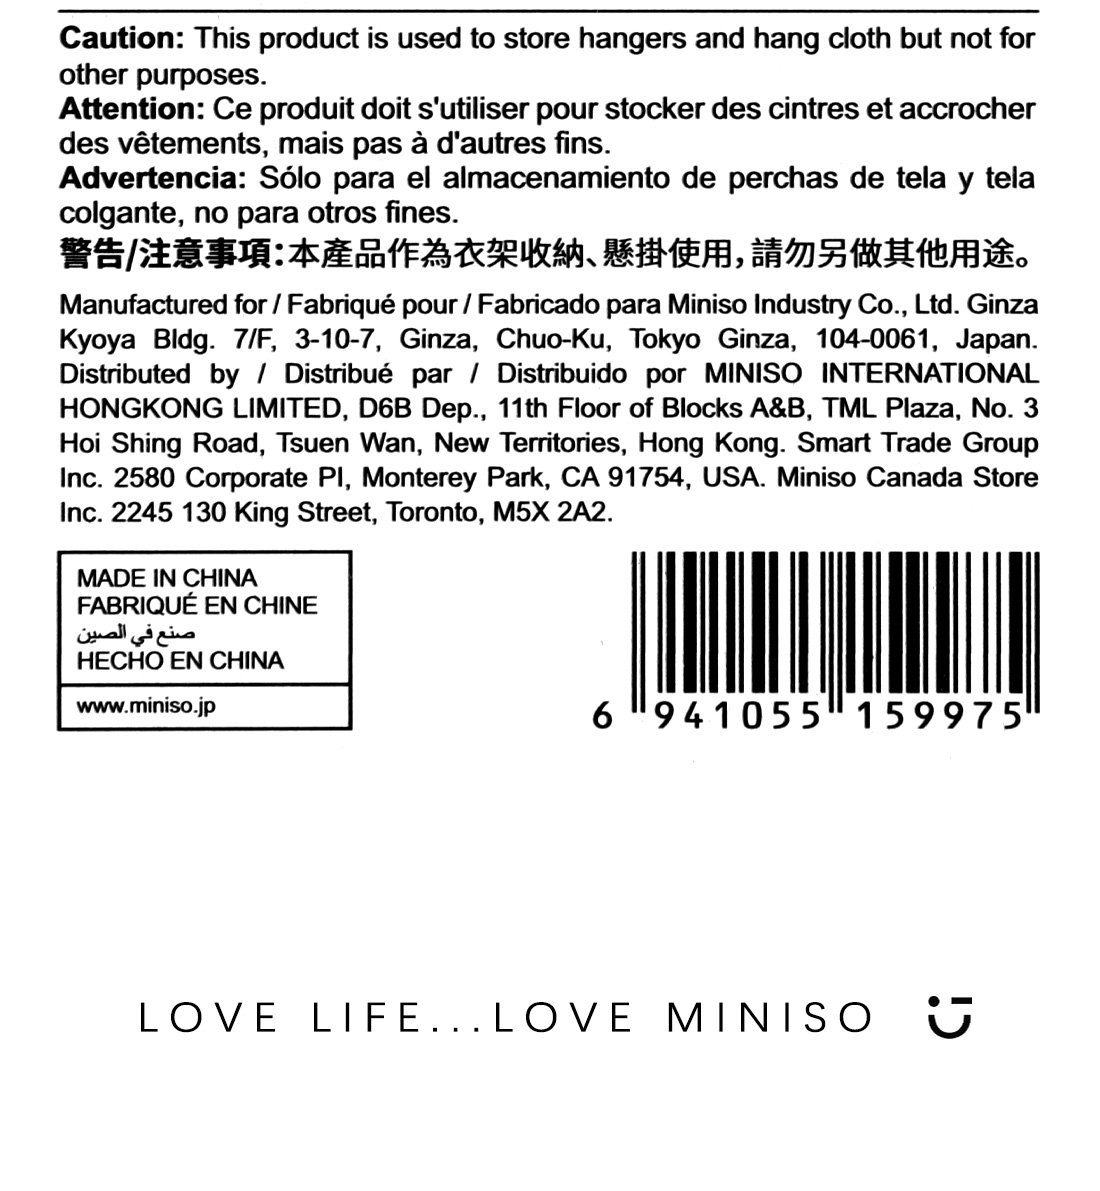 Caution: This product is used to store hangers and hang cloth but not for
other purposes.
Attention: Ce produit doit s'utiliser pour stocker des cintres et accrocher
des vêtements, mais pas à d'autres fins.
Advertencia: Sólo para el almacenamiento de perchas de tela y tela
colgante, no para otros fines.
警告/注意事項:本產品作為衣架收納、懸掛使用,請勿另做其他用途。
Manufactured for / Fabriqué pour / Fabricado para Miniso Industry Co., Ltd. Ginza
Kyoya Bldg. 7/F, 3-10-7, Ginza, Chuo-Ku, Tokyo Ginza, 104-0061, Japan.
Distributed by / Distribué par / Distribuido por MINISO INTERNATIONAL
HONGKONG LIMITED, D6B Dep., 11th Floor of Blocks A&B, TML Plaza, No. 3
Hoi Shing Road, Tsuen Wan, New Territories, Hong Kong. Smart Trade Group
Inc. 2580 Corporate Pl, Monterey Park, CA 91754, USA. Miniso Canada Store
Inc. 2245 130 King Street, Toronto, M5X 2A2.
MADE IN CHINA
FABRIQUÉ EN CHINE
صنع في الصين
HECHO EN CHINA
www.miniso.jp
6 941055 159975
LOVE LIFE...LOVE MINISO